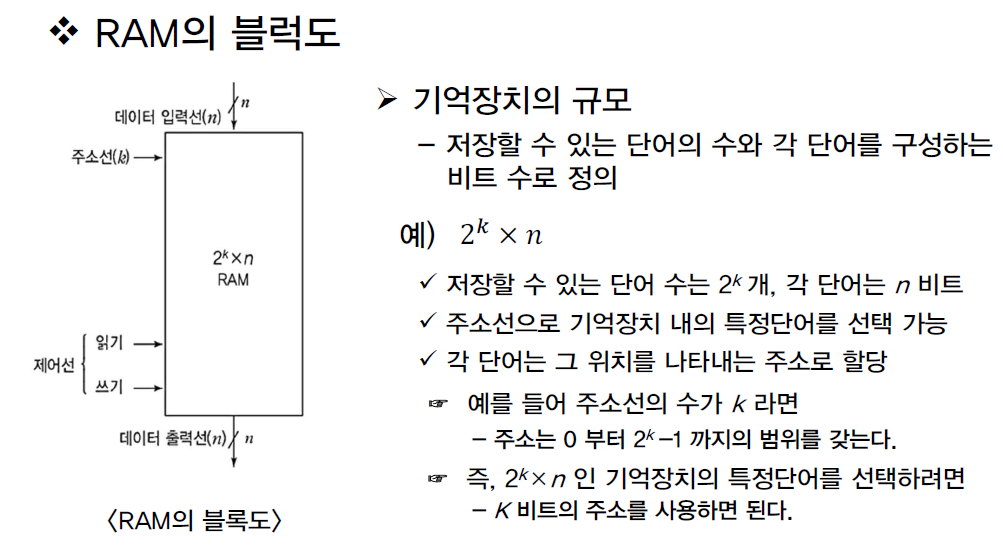 ❖ RAM의 블럭도
데이터 입력선(n)
n
주소선(k)
2ᵏ×n
RAM
제어선
읽기
쓰기
데이터 출력선(n)
n
〈RAM의 블록도〉
➢ 기억장치의 규모
– 저장할 수 있는 단어의 수와 각 단어를 구성하는
비트 수로 정의
예) 2ᵏ × n
✓ 저장할 수 있는 단어 수는 2ᵏ 개, 각 단어는 n 비트
✓ 주소선으로 기억장치 내의 특정단어를 선택 가능
✓ 각 단어는 그 위치를 나타내는 주소로 할당
☞ 예를 들어 주소선의 수가 k 라면
– 주소는 0 부터 2ᵏ–1 까지의 범위를 갖는다.
☞ 즉, 2ᵏ×n 인 기억장치의 특정단어를 선택하려면
– K 비트의 주소를 사용하면 된다.